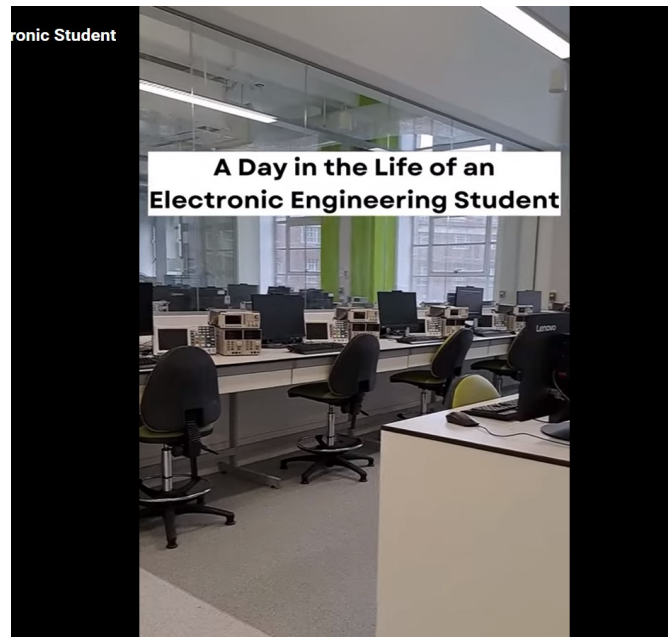 ronic Student
A Day in the Life of an
Electronic Engineering Student
Lenovo